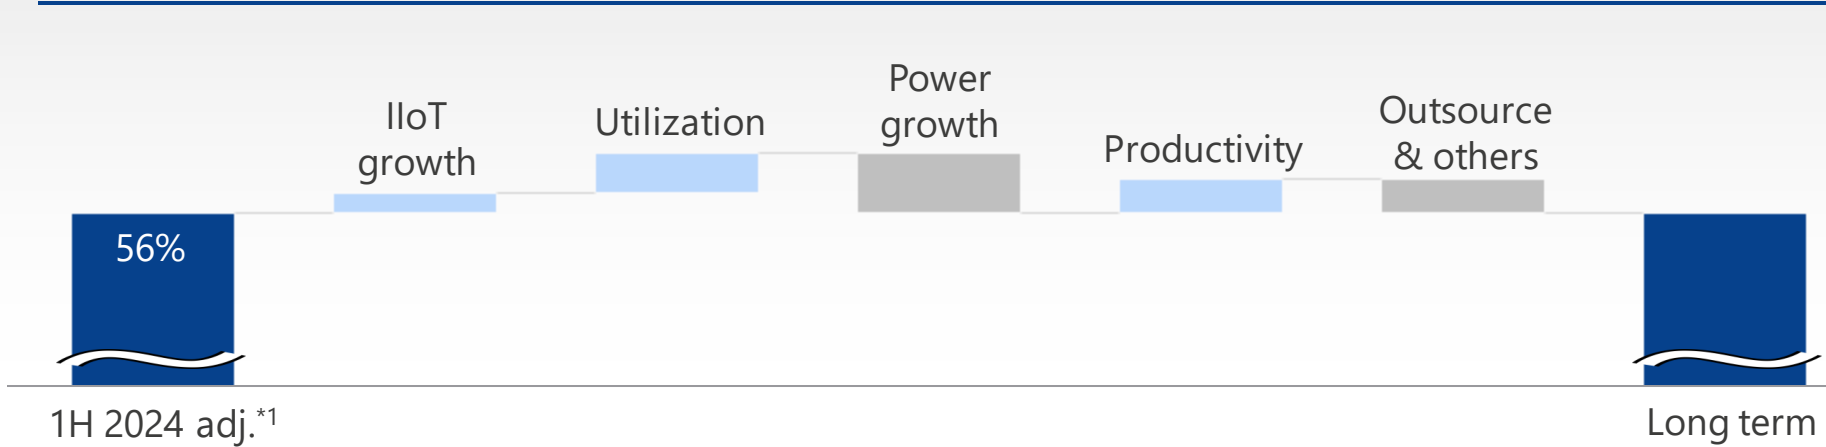 IIoT
growth
Utilization
Power
growth
Productivity
Outsource
& others
56%
1H 2024 adj.*1
Long term